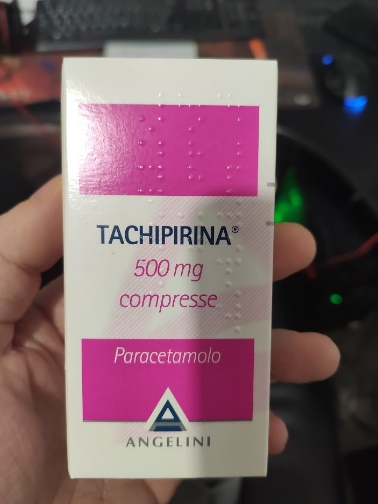 TACHIPIRINA®
500 mg
compresse
Paracetamolo
ANGELINI